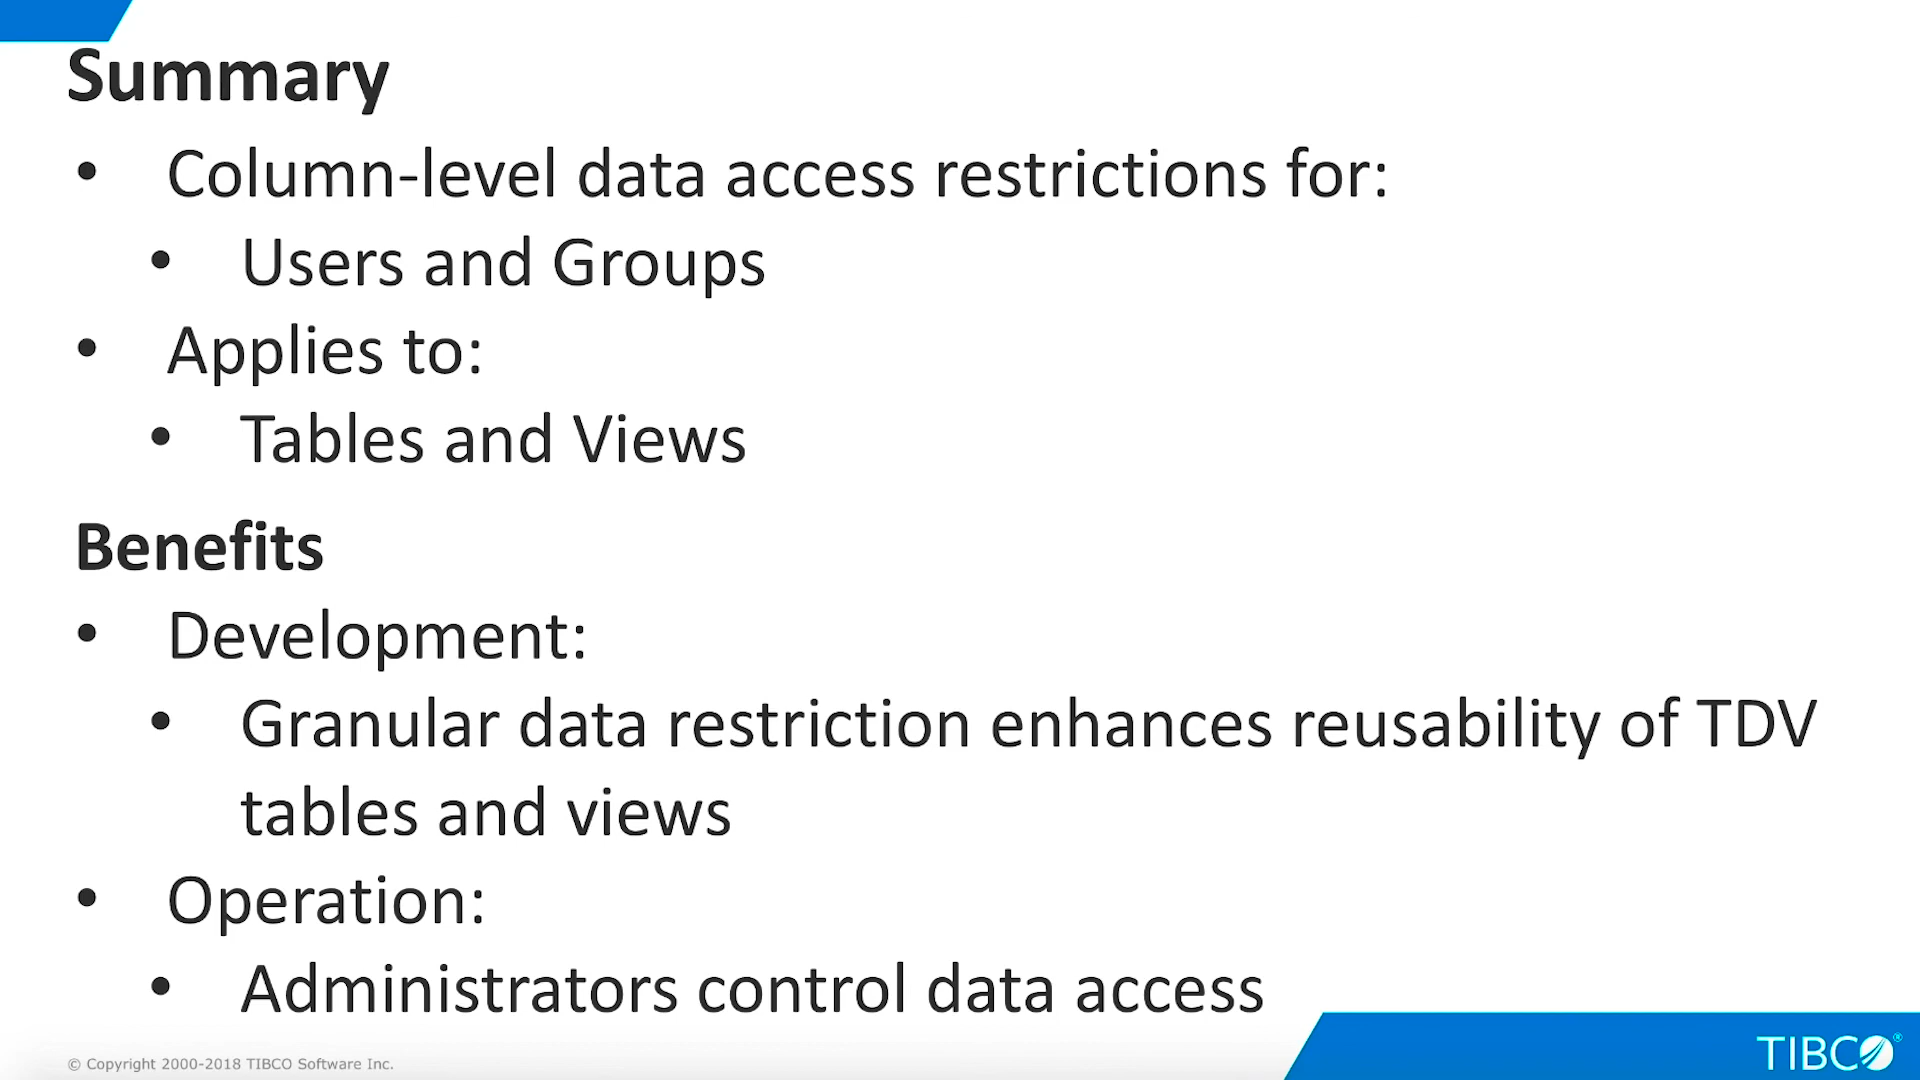 Summary
• Column-level data access restrictions for:
• Users and Groups
• Applies to:
• Tables and Views
Benefits
• Development:
• Granular data restriction enhances reusability of TDV
tables and views
• Operation:
• Administrators control data access
© Copyright 2000-2018 TIBCO Software Inc.
TIBCO®